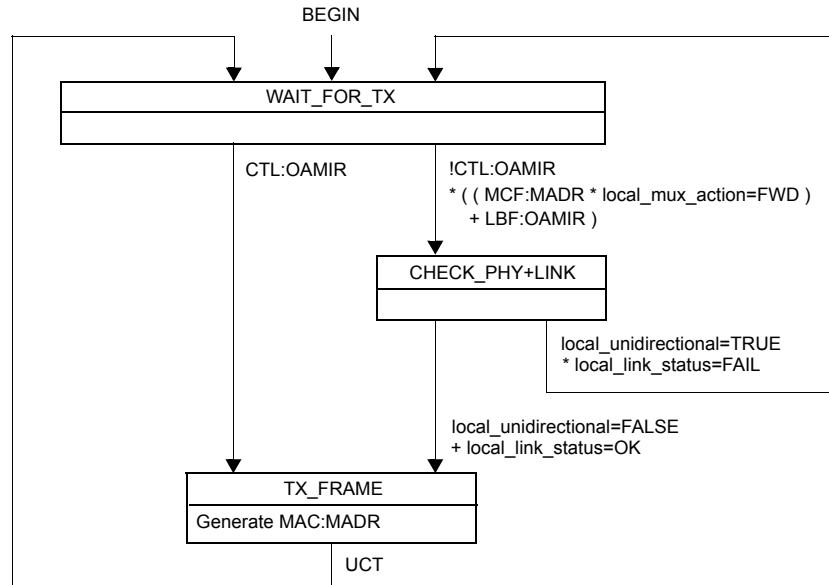 BEGIN
WAIT_FOR_TX
CTL:OAMIR
!CTL:OAMIR
* ( ( MCF:MADR * local_mux_action=FWD )
+ LBF:OAMIR )
CHECK_PHY+LINK
local_unidirectional=TRUE
* local_link_status=FAIL
local_unidirectional=FALSE
+ local_link_status=OK
TX_FRAME
Generate MAC:MADR
UCT